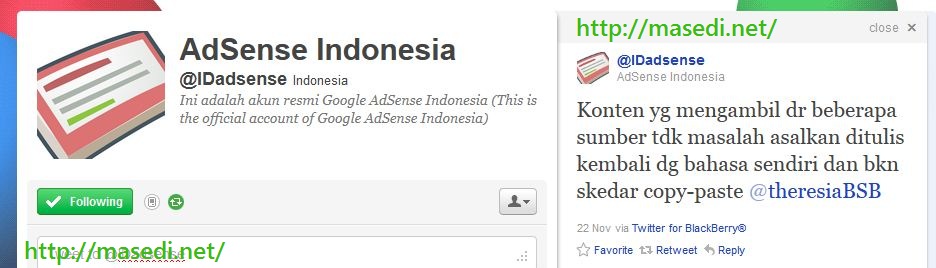 AdSense Indonesia
@IDadsense Indonesia
Ini adalah akun resmi Google AdSense Indonesia (This is
the official account of Google AdSense Indonesia)
Following
http://masedi.net/
http://masedi.net/
close ×
@IDadsense
AdSense Indonesia
Konten yg mengambil dr beberapa
sumber tdk masalah asalkan ditulis
kembali dg bahasa sendiri dan bkn
skedar copy-paste @theresiaBSB
22 Nov via Twitter for BlackBerry®
Favorite Retweet Reply